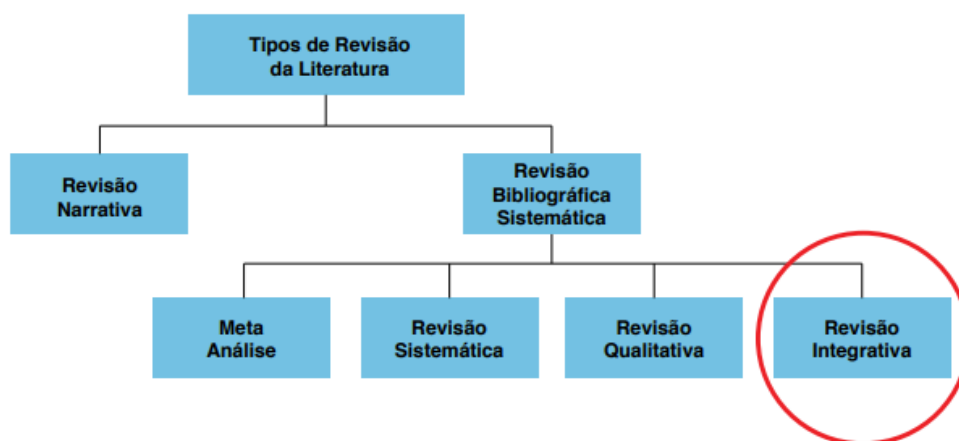 Tipos de Revisão
da Literatura
Revisão
Narrativa
Revisão
Bibliográfica
Sistemática
Meta
Análise
Revisão
Sistemática
Revisão
Qualitativa
Revisão
Integrativa